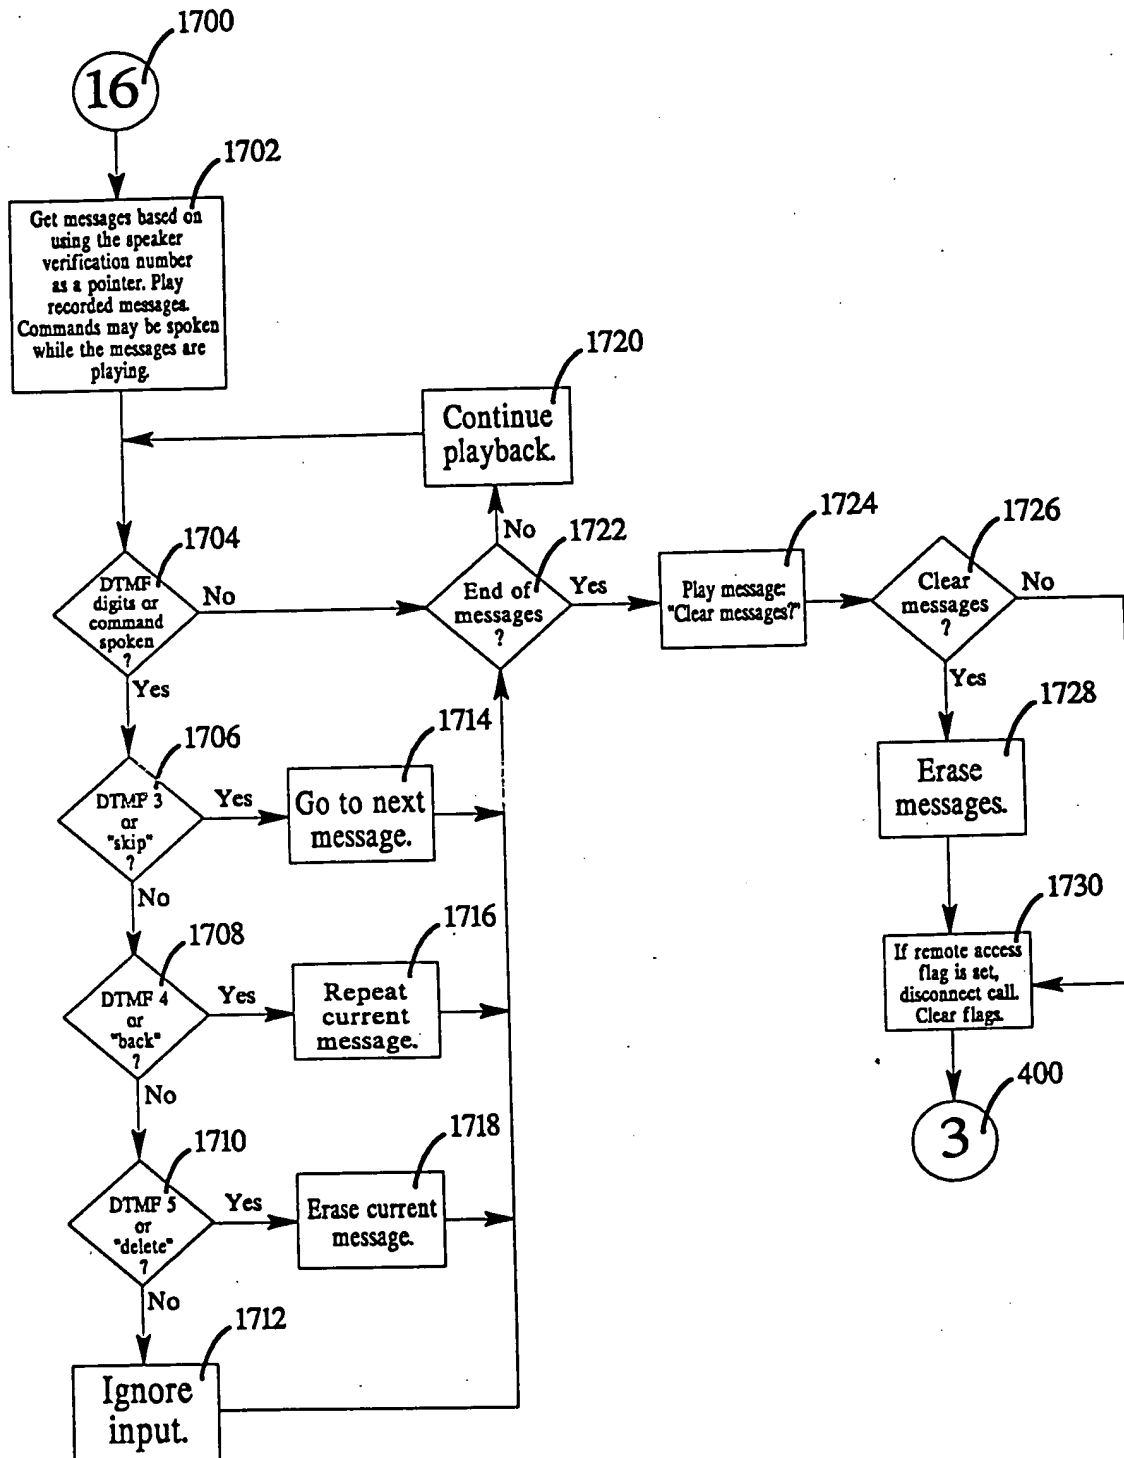 1700
16
1702
Get messages based on
using the speaker
verification number
as a pointer. Play
recorded messages.
Commands may be spoken
while the messages are
playing.
1720
Continue
playback.
No
1704
DTMF
digits or
command
spoken
?
No
Yes
1722
End of
messages
?
Yes
1724
Play message:
"Clear messages?"
1726
Clear
messages
?
No
Yes
1706
DTMF 3
or
"skip"
?
Yes
No
1714
Go to next
message.
1728
Erase
messages.
1708
DTMF 4
or
"back"
?
Yes
No
1716
Repeat
current
message.
1730
If remote access
flag is set,
disconnect call.
Clear flags.
400
3
1710
DTMF 5
or
"delete"
?
Yes
No
1718
Erase current
message.
1712
Ignore
input.